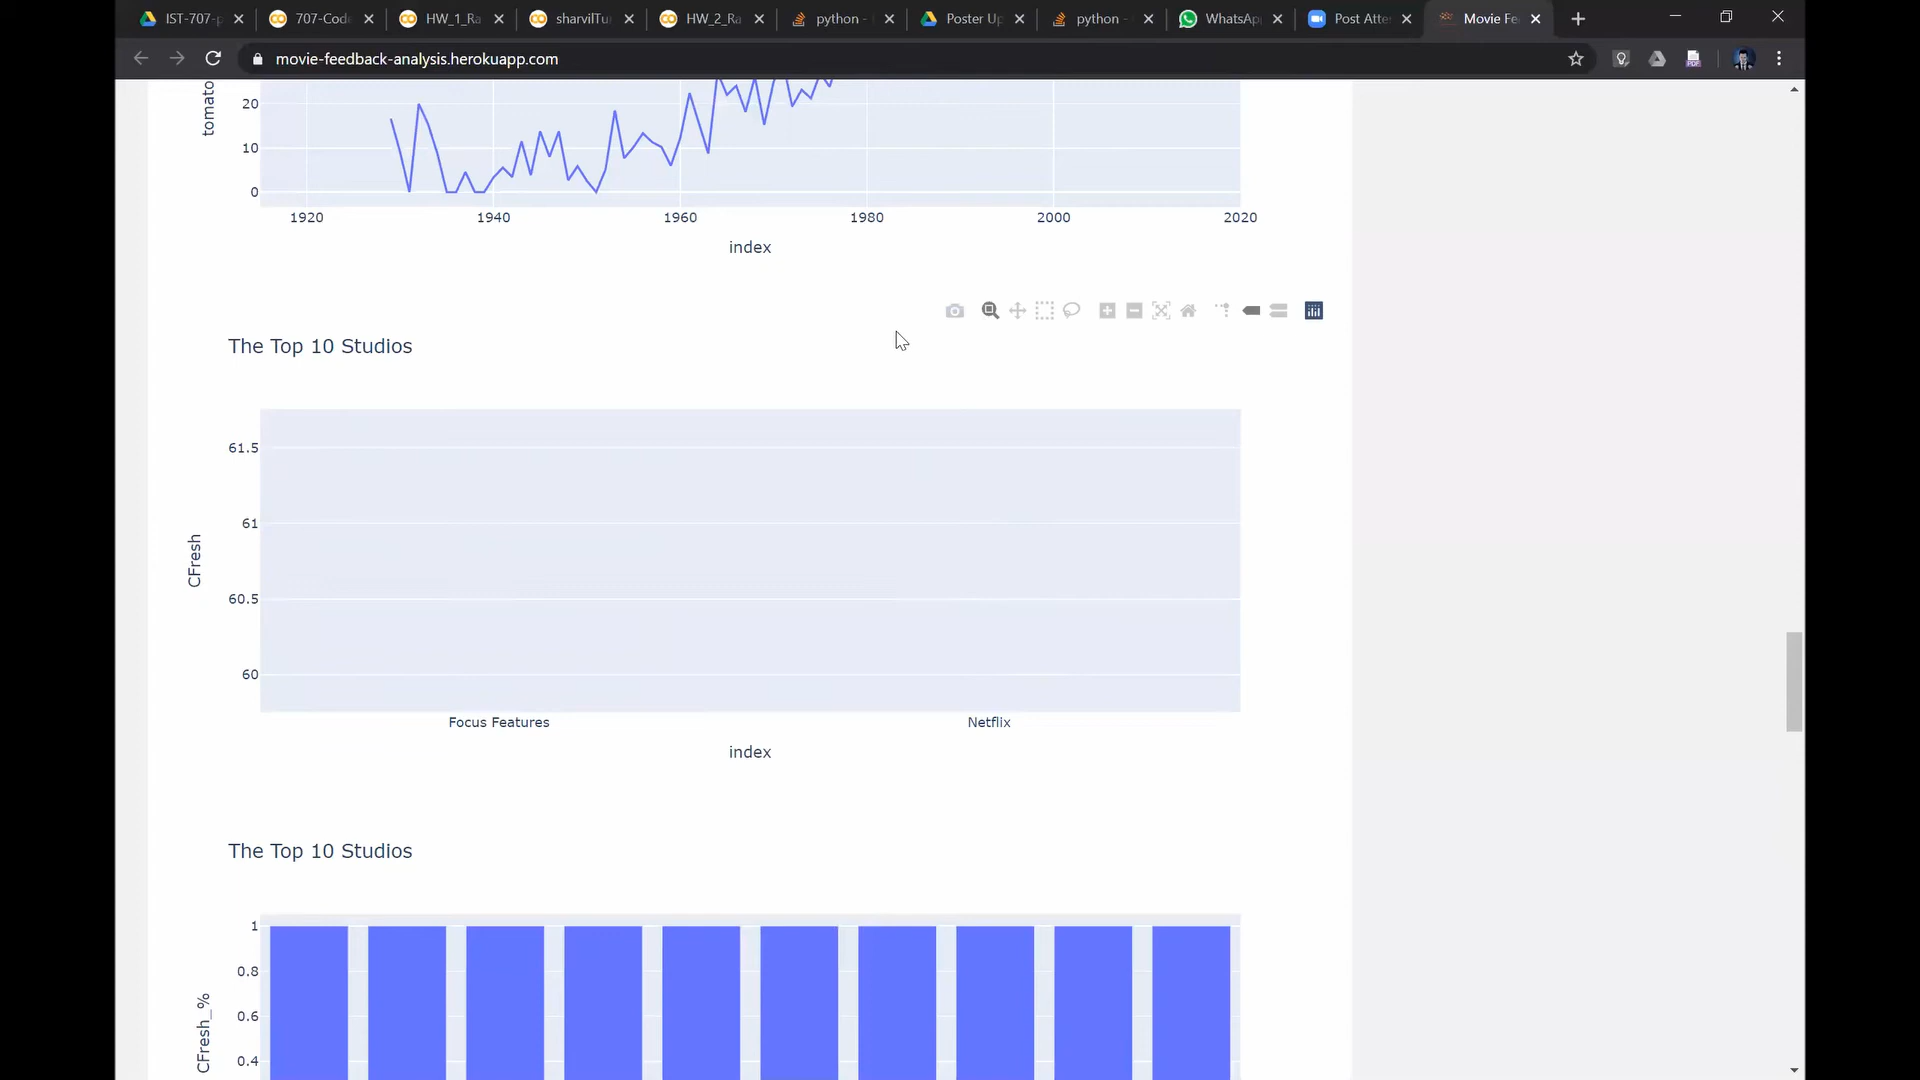 IST-707-p
707-Code
HW_1_Ra
sharvilTu
HW_2_Ra
python -
Poster Up
python -
WhatsApp
Post Atte
Movie Fe
movie-feedback-analysis.herokuapp.com
tomato
20
10
0
1920 1940 1960 1980 2000 2020
index
The Top 10 Studios
61.5
61
60.5
60
CFresh
Focus Features Netflix
index
The Top 10 Studios
1
0.8
0.6
0.4
CFresh_%